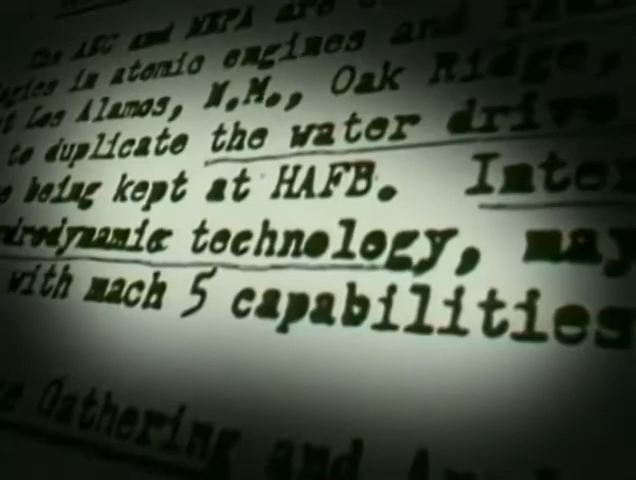 The AEC and NEPA are
in atomic engines and
Los Alamos, N.M., Oak Ridge,
to duplicate the water drive
being kept at HAFB. Inter
drodynamic technology, may
with mach 5 capabilities
Gathering and